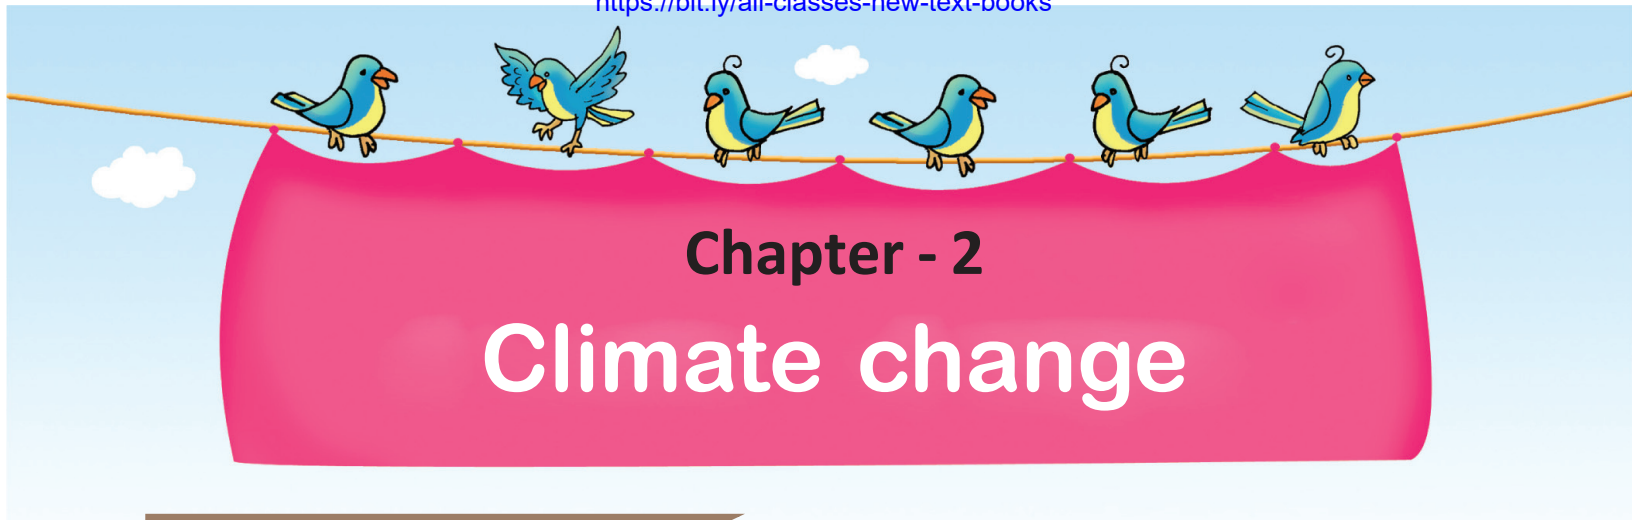 https://bit.ly/all-classes-new-text-books
Chapter - 2
Climate change